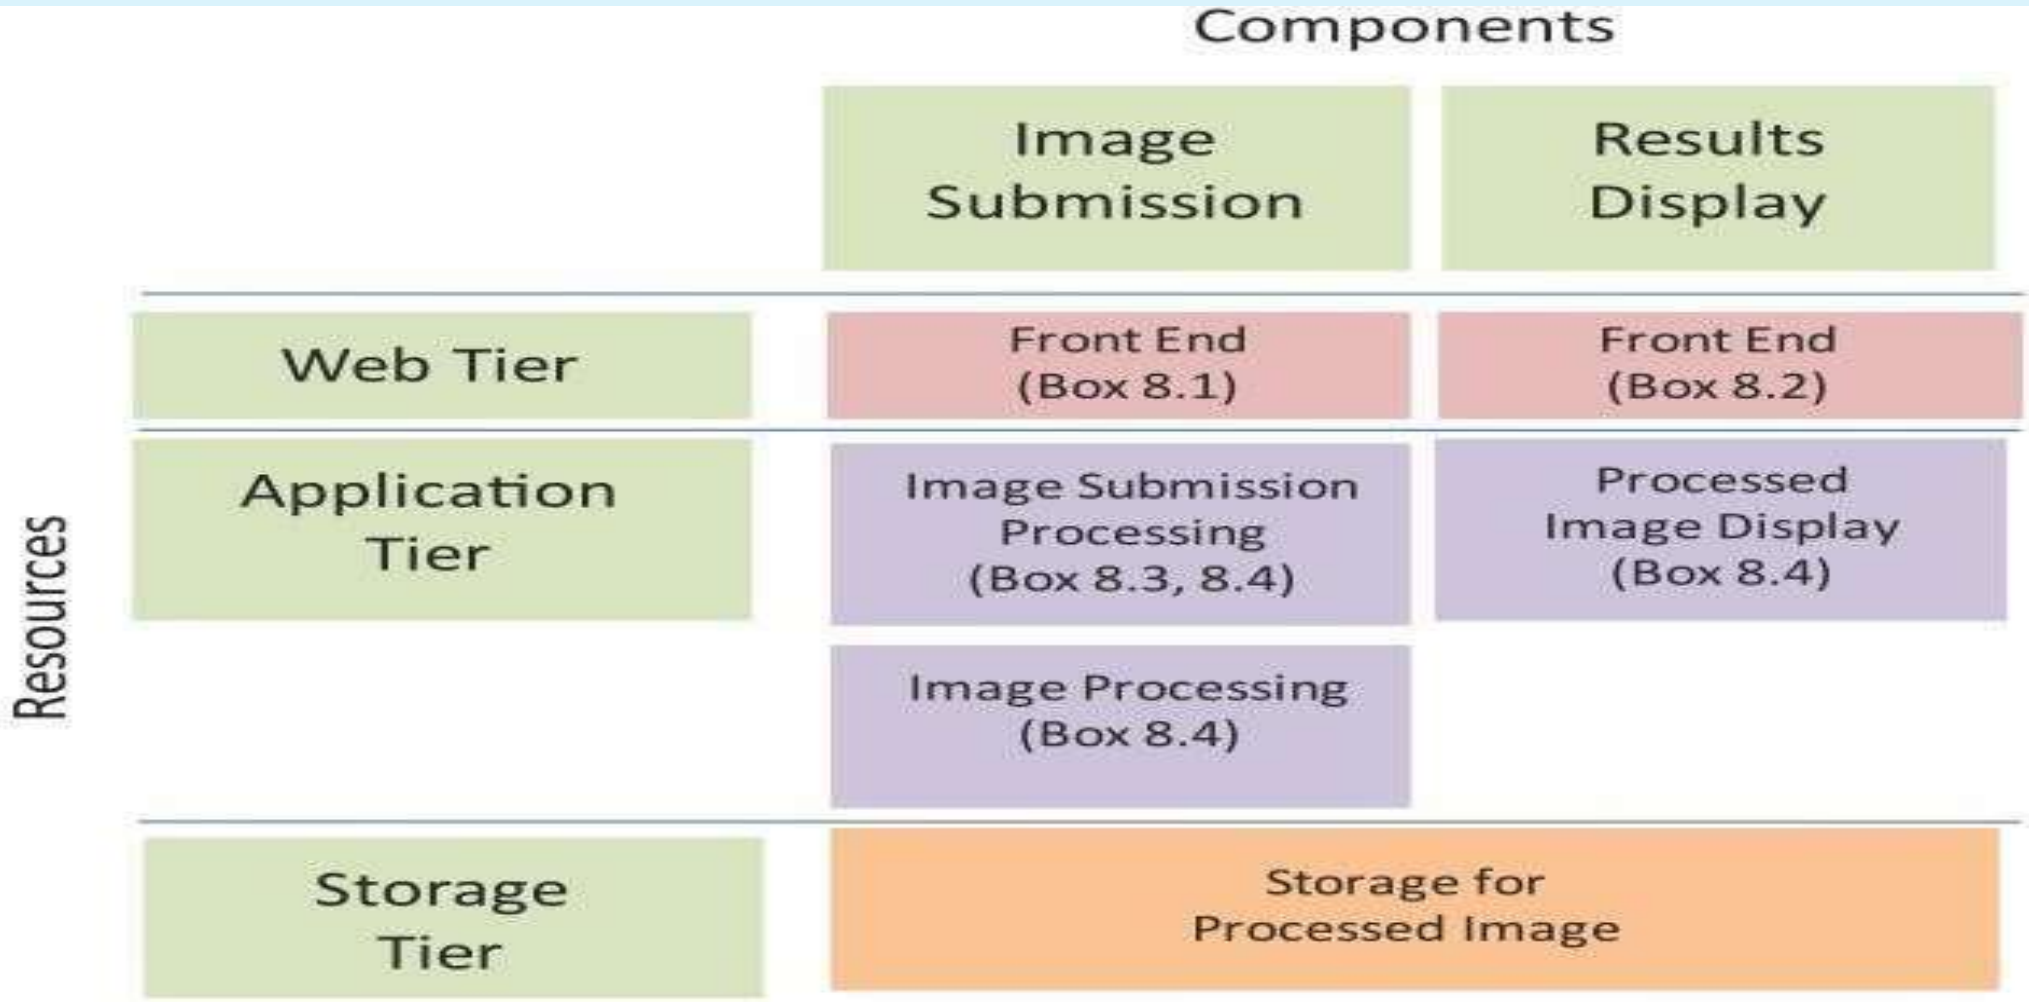 Components
Image
Submission
Results
Display
Web Tier
Front End
(Box 8.1)
Front End
(Box 8.2)
Resources
Application
Tier
Image Submission
Processing
(Box 8.3, 8.4)
Processed
Image Display
(Box 8.4)
Image Processing
(Box 8.4)
Storage
Tier
Storage for
Processed Image